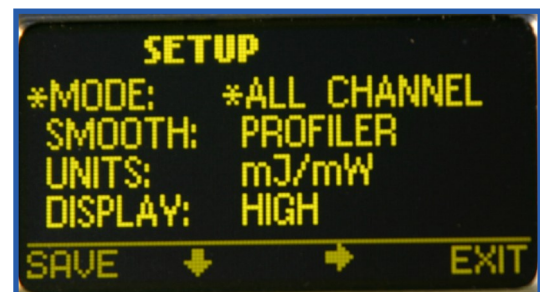 SETUP
*MODE: *ALL CHANNEL
SMOOTH: PROFILER
UNITS: mJ/mW
DISPLAY: HIGH
SAVE EXIT